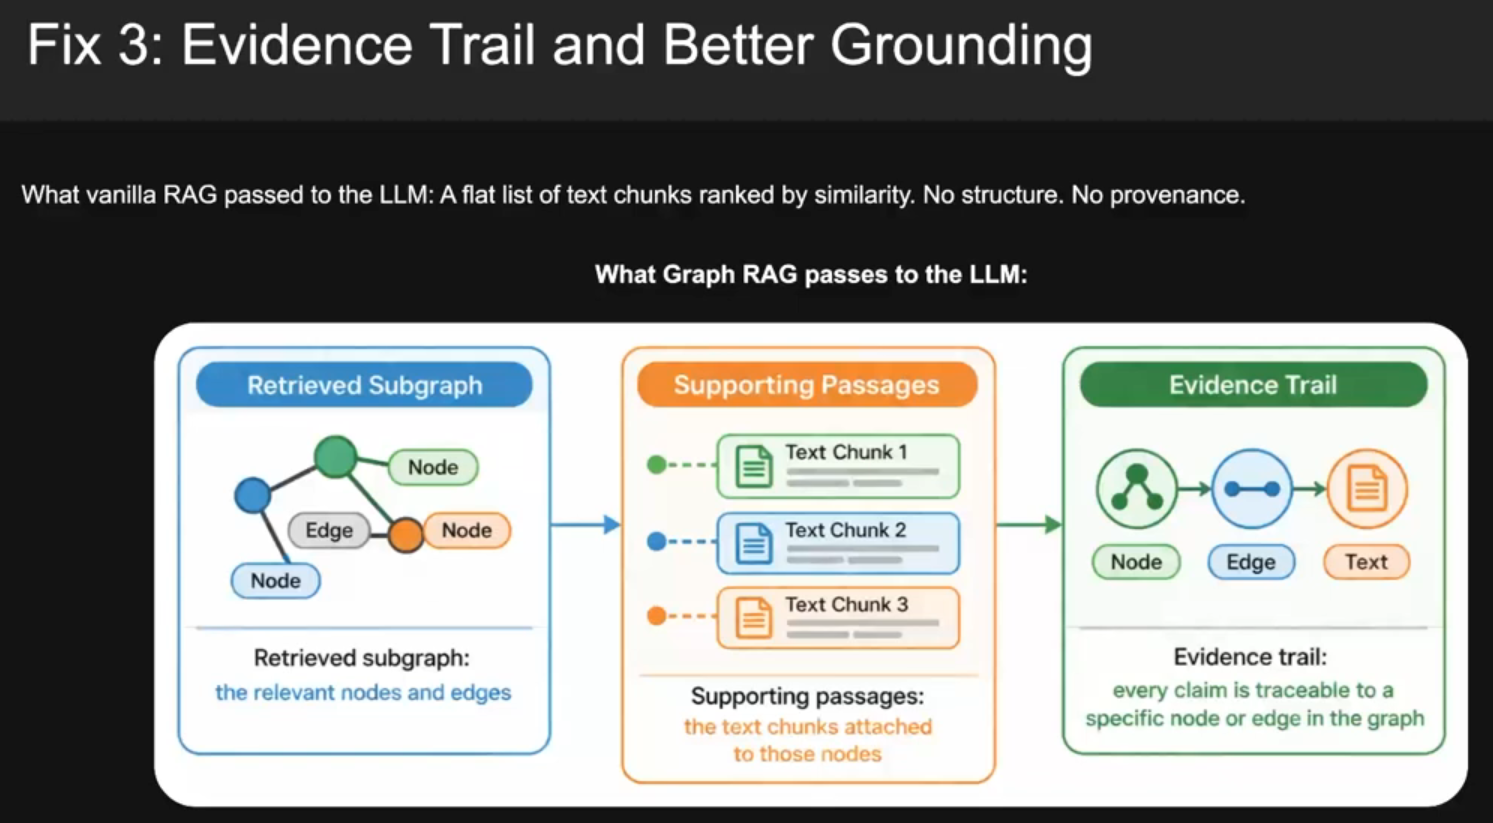 Fix 3: Evidence Trail and Better Grounding
What vanilla RAG passed to the LLM: A flat list of text chunks ranked by similarity. No structure. No provenance.
What Graph RAG passes to the LLM:
Retrieved Subgraph
Node
Edge
Node
Node
Retrieved subgraph:
the relevant nodes and edges
Supporting Passages
Text Chunk 1
Text Chunk 2
Text Chunk 3
Supporting passages:
the text chunks attached
to those nodes
Evidence Trail
Node
Edge
Text
Evidence trail:
every claim is traceable to a
specific node or edge in the graph